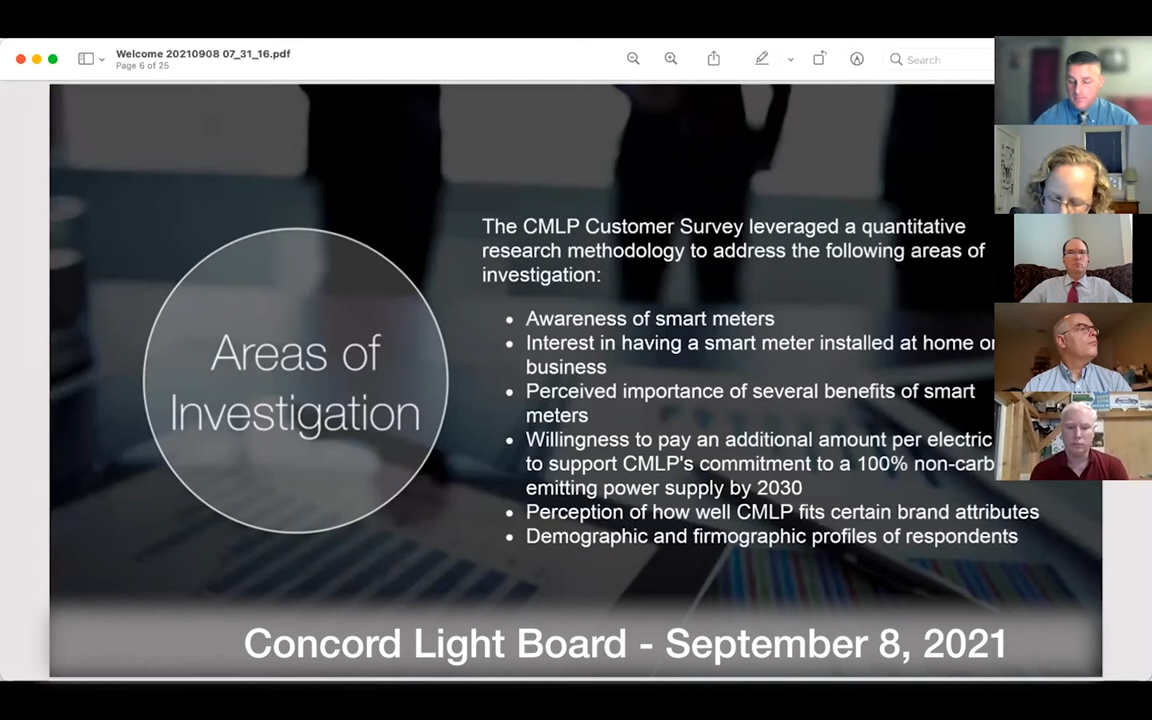 Welcome 20210908 07_31_16.pdf
Page 6 of 25
Search
The CMLP Customer Survey leveraged a quantitative
research methodology to address the following areas of
investigation:
• Awareness of smart meters
• Interest in having a smart meter installed at home or
business
• Perceived importance of several benefits of smart
meters
• Willingness to pay an additional amount per electric
to support CMLP's commitment to a 100% non-carb
emitting power supply by 2030
• Perception of how well CMLP fits certain brand attributes
• Demographic and firmographic profiles of respondents
Areas of
Investigation
Concord Light Board - September 8, 2021